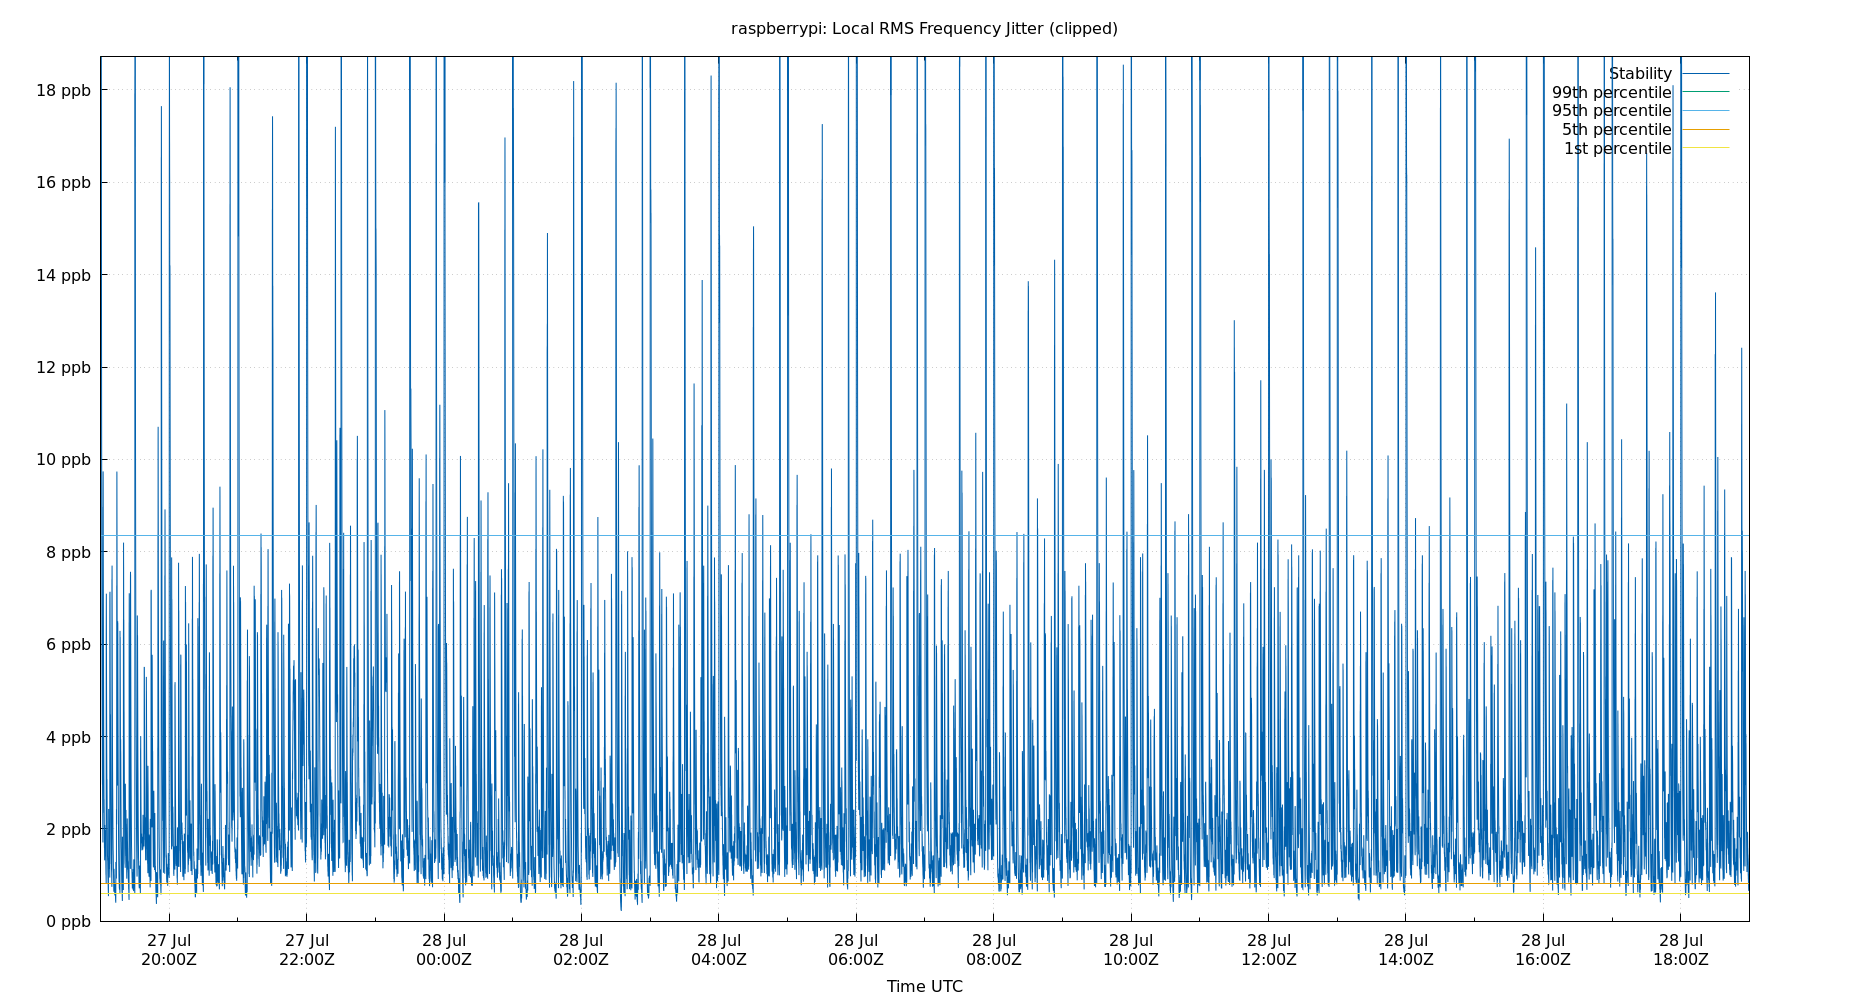 raspberrypi: Local RMS Frequency Jitter (clipped)
18 ppb
16 ppb
14 ppb
12 ppb
10 ppb
8 ppb
6 ppb
4 ppb
2 ppb
0 ppb
Stability
99th percentile
95th percentile
5th percentile
1st percentile
27 Jul 27 Jul 28 Jul 28 Jul 28 Jul 28 Jul 28 Jul 28 Jul 28 Jul 28 Jul 28 Jul 28 Jul
20:00Z 22:00Z 00:00Z 02:00Z 04:00Z 06:00Z 08:00Z 10:00Z 12:00Z 14:00Z 16:00Z 18:00Z
Time UTC